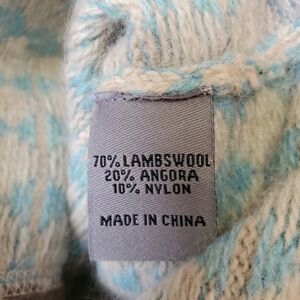 70% LAMBSWOOL
20% ANGORA
10% NYLON
MADE IN CHINA